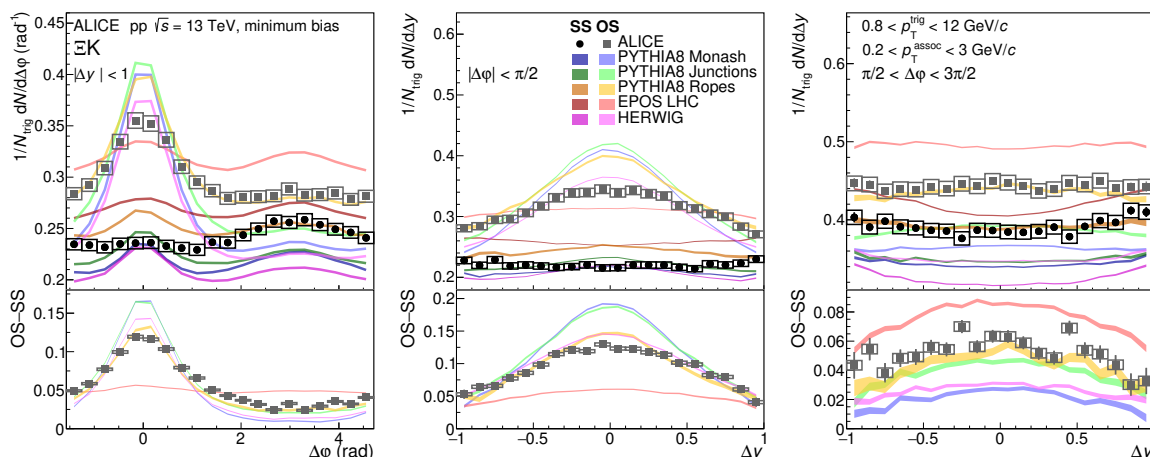 ALICE pp √s = 13 TeV, minimum bias
ΞK
|Δy| < 1
1/N_trig dN/dΔφ (rad⁻¹)
0.45
0.4
0.35
0.3
0.25
0.2
OS−SS
0.15
0.1
0.05
0
0
2
4
Δφ (rad)
1/N_trig dN/dΔy
|Δφ| < π/2
SS OS
ALICE
PYTHIA8 Monash
PYTHIA8 Junctions
PYTHIA8 Ropes
EPOS LHC
HERWIG
0.6
0.5
0.4
0.3
0.2
OS−SS
0.2
0.15
0.1
0.05
0
−1
−0.5
0
0.5
1
Δy
1/N_trig dN/dΔy
0.8 < p_T^trig < 12 GeV/c
0.2 < p_T^assoc < 3 GeV/c
π/2 < Δφ < 3π/2
0.6
0.5
0.4
OS−SS
0.08
0.06
0.04
0.02
0
−1
−0.5
0
0.5
1
Δy